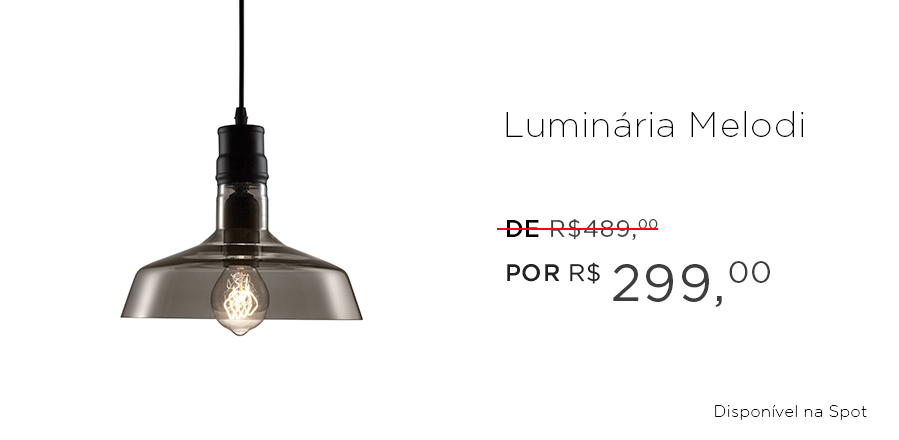 Luminária Melodi
DE R$489,00
POR R$ 299,00
Disponível na Spot